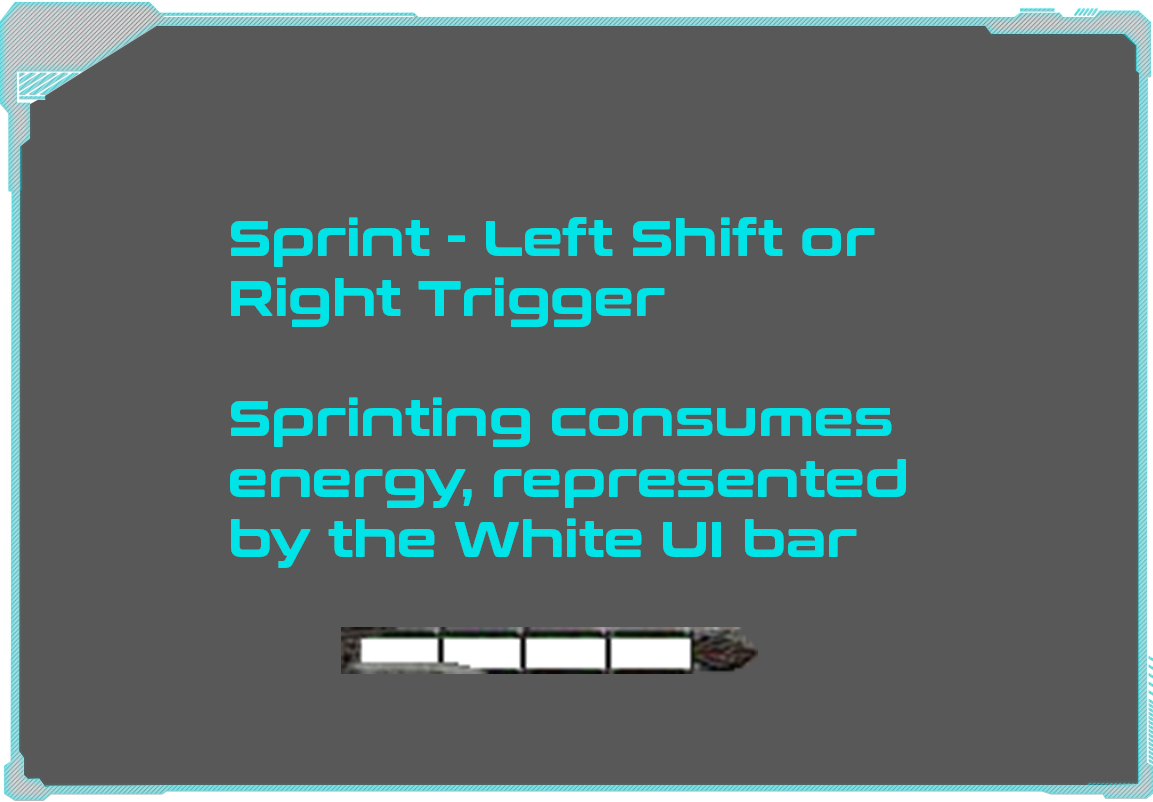 Sprint - Left Shift or
Right Trigger
Sprinting consumes
energy, represented
by the White UI bar